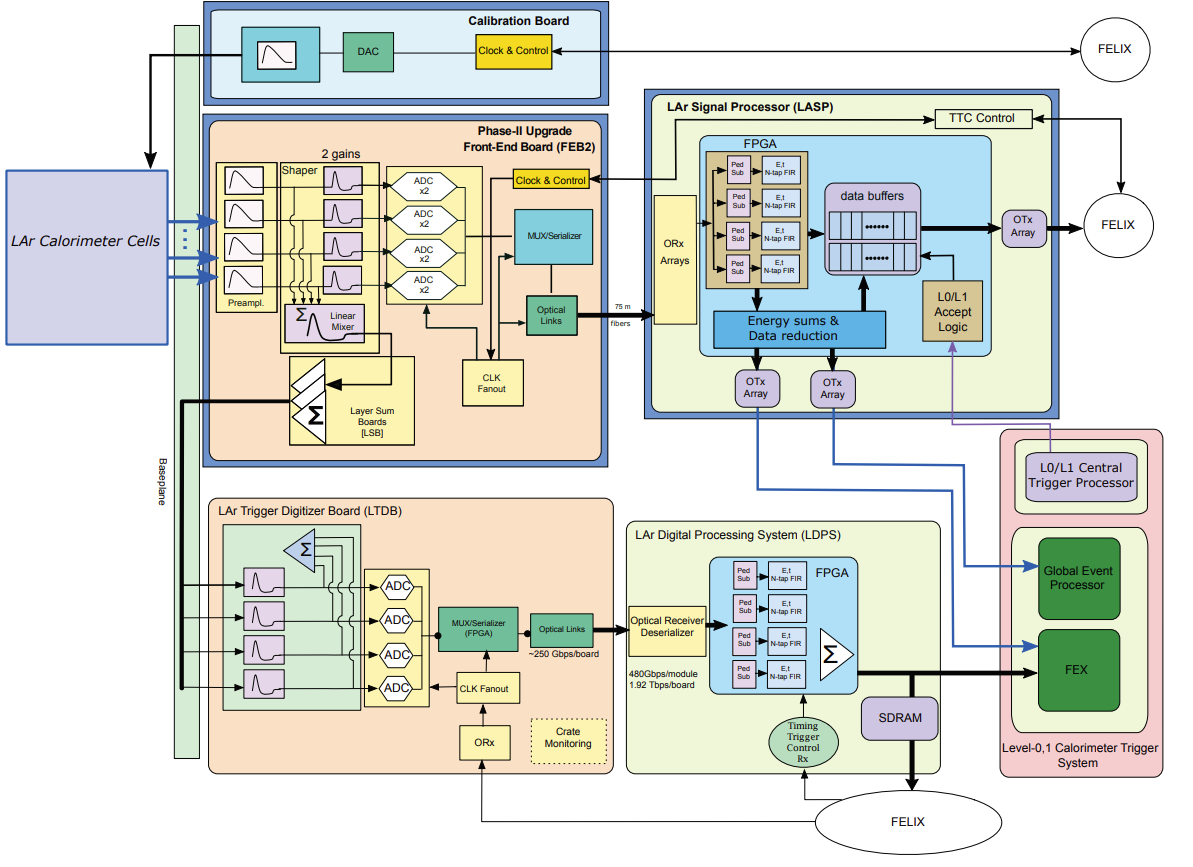 Calibration Board
DAC
Clock & Control
FELIX
LAr Signal Processor (LASP)
TTC Control
Phase-II Upgrade
Front-End Board (FEB2)
2 gains
Shaper
Clock & Control
ADC
x2
ADC
x2
ADC
x2
ADC
x2
MUX/Serializer
Optical
Links
75 m
fibers
Preampl.
Σ
Linear
Mixer
CLK
Fanout
Σ
Layer Sum
Boards
[LSB]
LAr Calorimeter Cells
Baseplane
FPGA
Ped
Sub
E,t
N-tap FIR
Ped
Sub
E,t
N-tap FIR
Ped
Sub
E,t
N-tap FIR
Ped
Sub
E,t
N-tap FIR
ORx
Arrays
data buffers
OTx
Array
FELIX
L0/L1
Accept
Logic
Energy sums &
Data reduction
OTx
Array
OTx
Array
L0/L1 Central
Trigger Processor
Global Event
Processor
FEX
Level-0,1 Calorimeter Trigger
System
LAr Trigger Digitizer Board (LTDB)
Σ
ADC
ADC
ADC
ADC
MUX/Serializer
(FPGA)
Optical Links
~250 Gbps/board
CLK Fanout
ORx
Crate
Monitoring
LAr Digital Processing System (LDPS)
FPGA
Ped
Sub
E,t
N-tap FIR
Ped
Sub
E,t
N-tap FIR
Ped
Sub
E,t
N-tap FIR
Ped
Sub
E,t
N-tap FIR
Σ
Optical Receiver
Deserializer
480Gbps/module
1.92 Tbps/board
Timing
Trigger
Control
Rx
SDRAM
FELIX